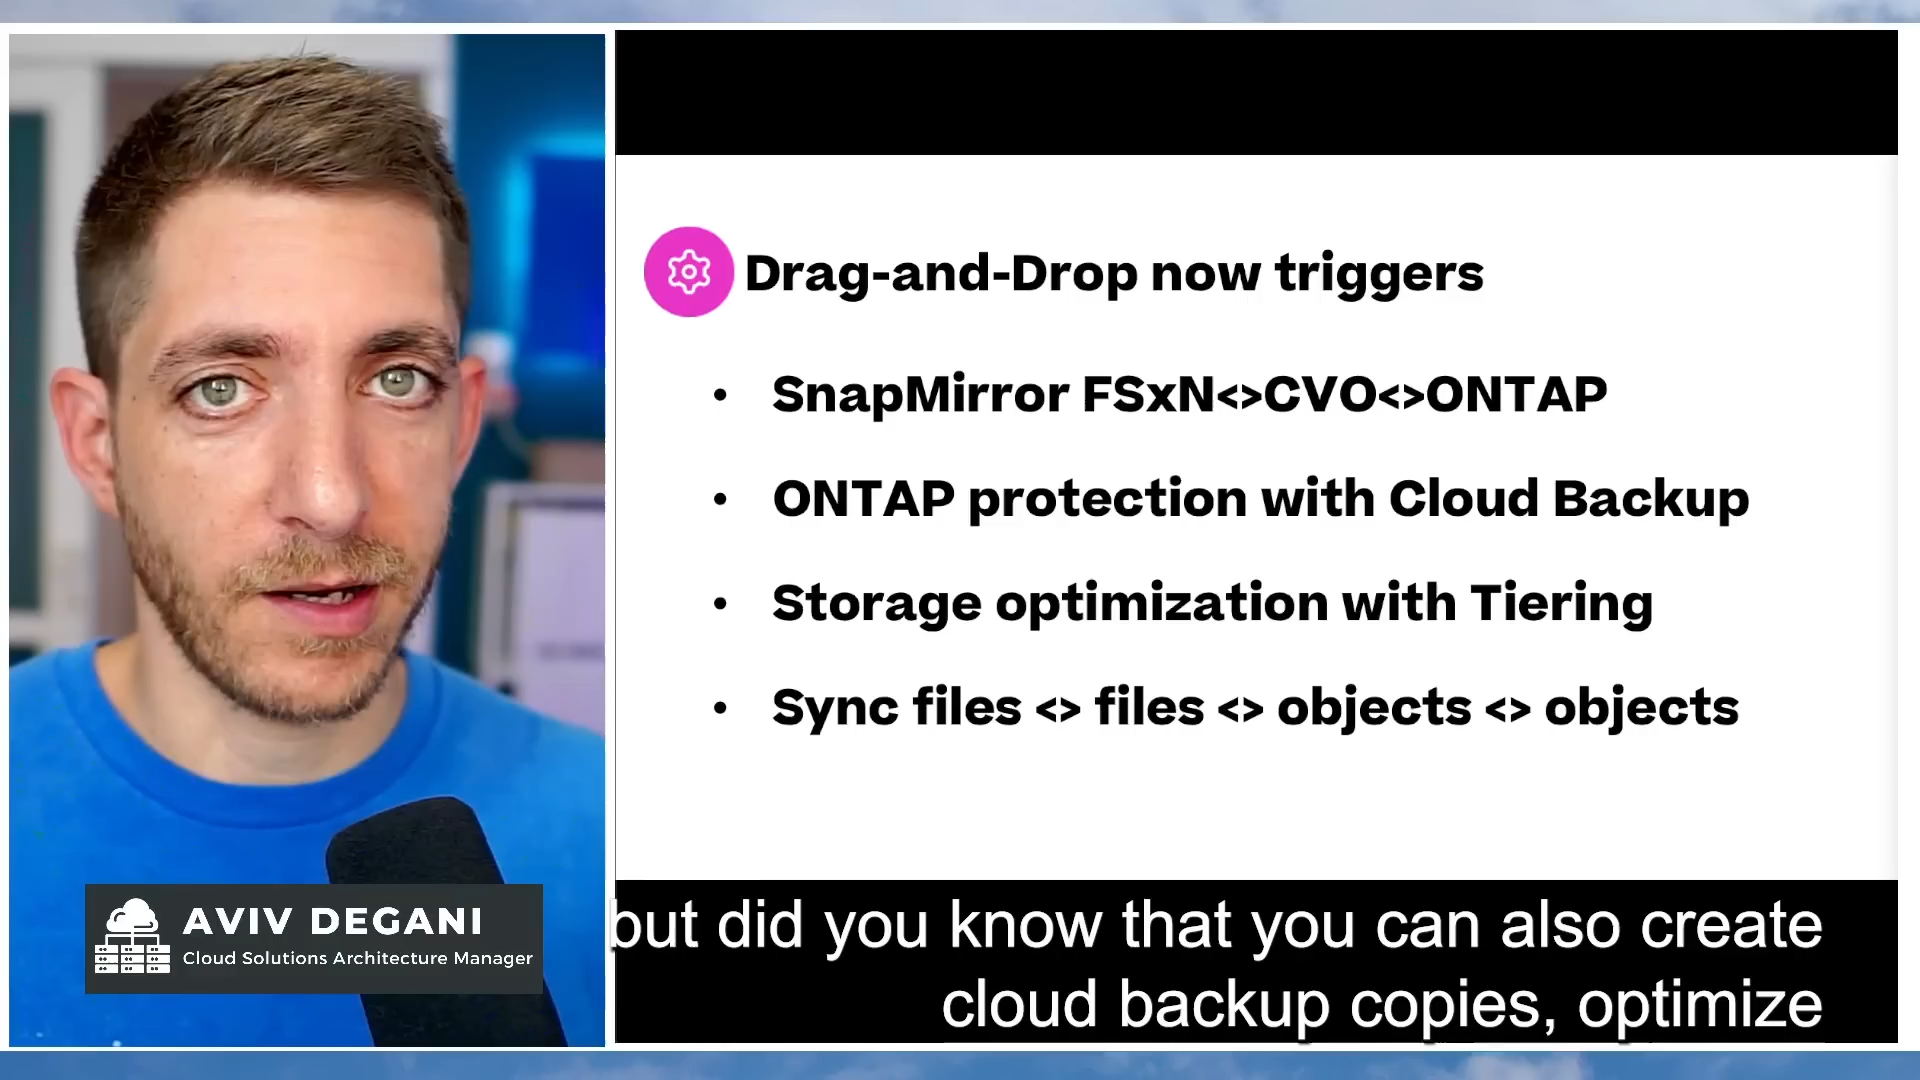 Drag-and-Drop now triggers
• SnapMirror FSxN<>CVO<>ONTAP
• ONTAP protection with Cloud Backup
• Storage optimization with Tiering
• Sync files <> files <> objects <> objects
AVIV DEGANI
Cloud Solutions Architecture Manager
but did you know that you can also create
cloud backup copies, optimize